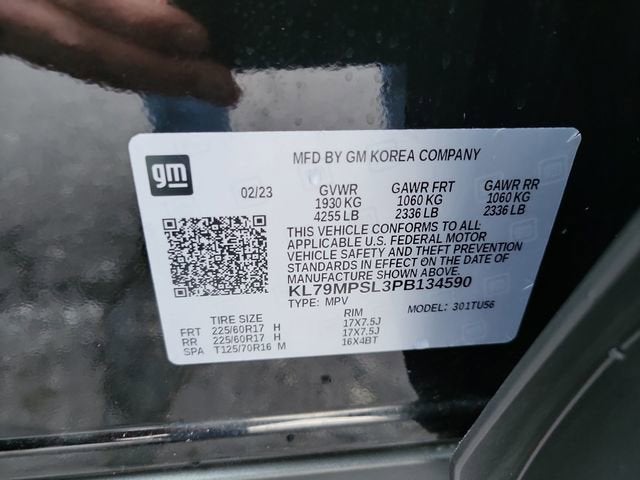 gm
MFD BY GM KOREA COMPANY
02/23 GVWR GAWR FRT GAWR RR
1930 KG 1060 KG 1060 KG
4255 LB 2336 LB 2336 LB
THIS VEHICLE CONFORMS TO ALL
APPLICABLE U.S. FEDERAL MOTOR
VEHICLE SAFETY AND THEFT PREVENTION
STANDARDS IN EFFECT ON THE DATE OF
MANUFACTURE SHOWN ABOVE.
KL79MPSL3PB134590
TYPE: MPV MODEL: 301TU56
TIRE SIZE RIM
FRT 225/60R17 H 17X7.5J
RR 225/60R17 H 17X7.5J
SPA T125/70R16 M 16X4BT